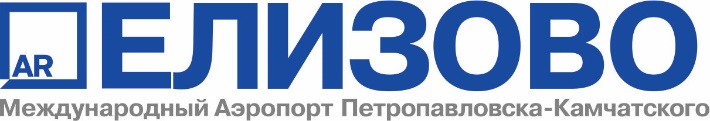 AR ЕЛИЗОВО
Международный Аэропорт Петропавловска-Камчатского